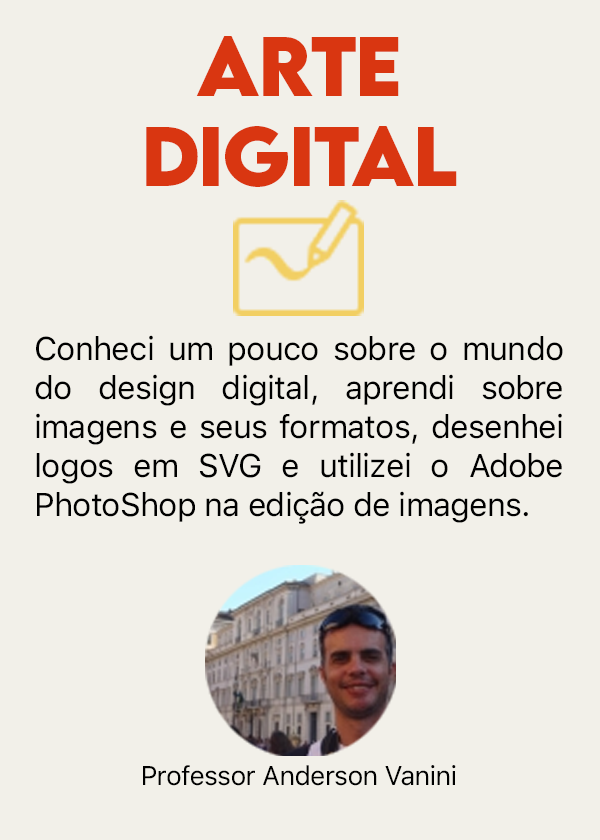 ARTE
DIGITAL
Conheci um pouco sobre o mundo
do design digital, aprendi sobre
imagens e seus formatos, desenhei
logos em SVG e utilizei o Adobe
PhotoShop na edição de imagens.
Professor Anderson Vanini